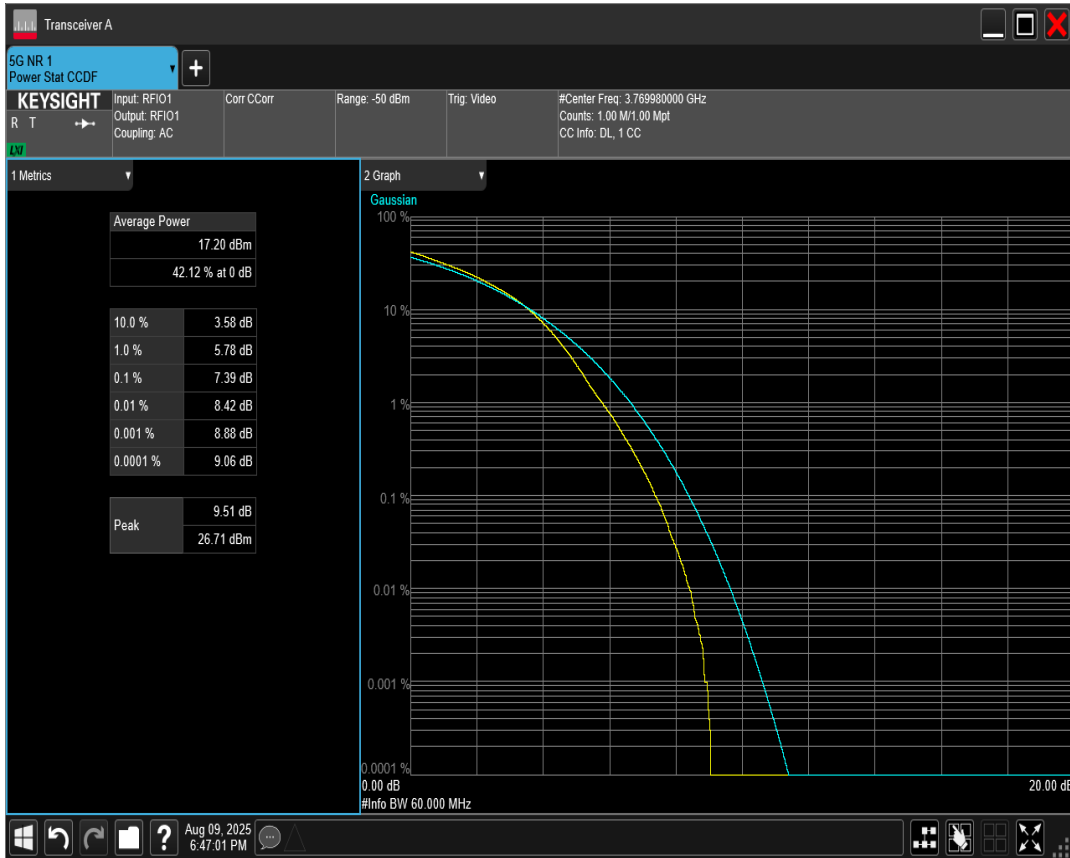 Transceiver A
5G NR 1
Power Stat CCDF
KEYSIGHT
R T
LXI
Input: RFIO1
Output: RFIO1
Coupling: AC
Corr CCorr
Range: -50 dBm
Trig: Video
#Center Freq: 3.769980000 GHz
Counts: 1.00 M/1.00 Mpt
CC Info: DL, 1 CC
1 Metrics
Average Power
17.20 dBm
42.12 % at 0 dB
10.0 % 3.58 dB
1.0 % 5.78 dB
0.1 % 7.39 dB
0.01 % 8.42 dB
0.001 % 8.88 dB
0.0001 % 9.06 dB
Peak
9.51 dB
26.71 dBm
2 Graph
Gaussian
100 %
10 %
1 %
0.1 %
0.01 %
0.001 %
0.0001 %
0.00 dB
20.00 dB
#Info BW 60.000 MHz
?
Aug 09, 2025
6:47:01 PM